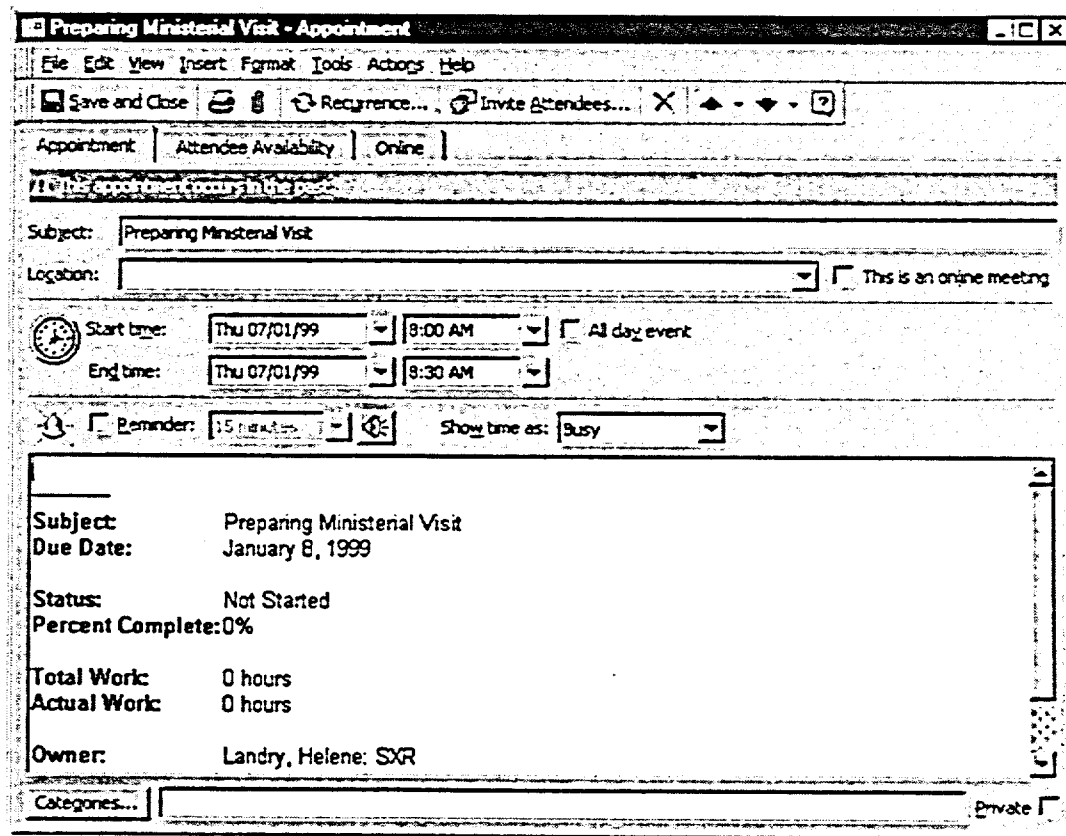 Preparing Ministerial Visit - Appointment
File Edit View Insert Format Tools Actions Help
Save and Close Recurrence... Invite Attendees...
Appointment Attendee Availability Online
This appointment occurs in the past.
Subject: Preparing Ministerial Visit
Location: This is an online meeting
Start time: Thu 07/01/99 8:00 AM All day event
End time: Thu 07/01/99 8:30 AM
Reminder: 15 minutes Show time as: Busy
Subject: Preparing Ministerial Visit
Due Date: January 8, 1999
Status: Not Started
Percent Complete: 0%
Total Work: 0 hours
Actual Work: 0 hours
Owner: Landry, Helene: SXR
Categories... Private